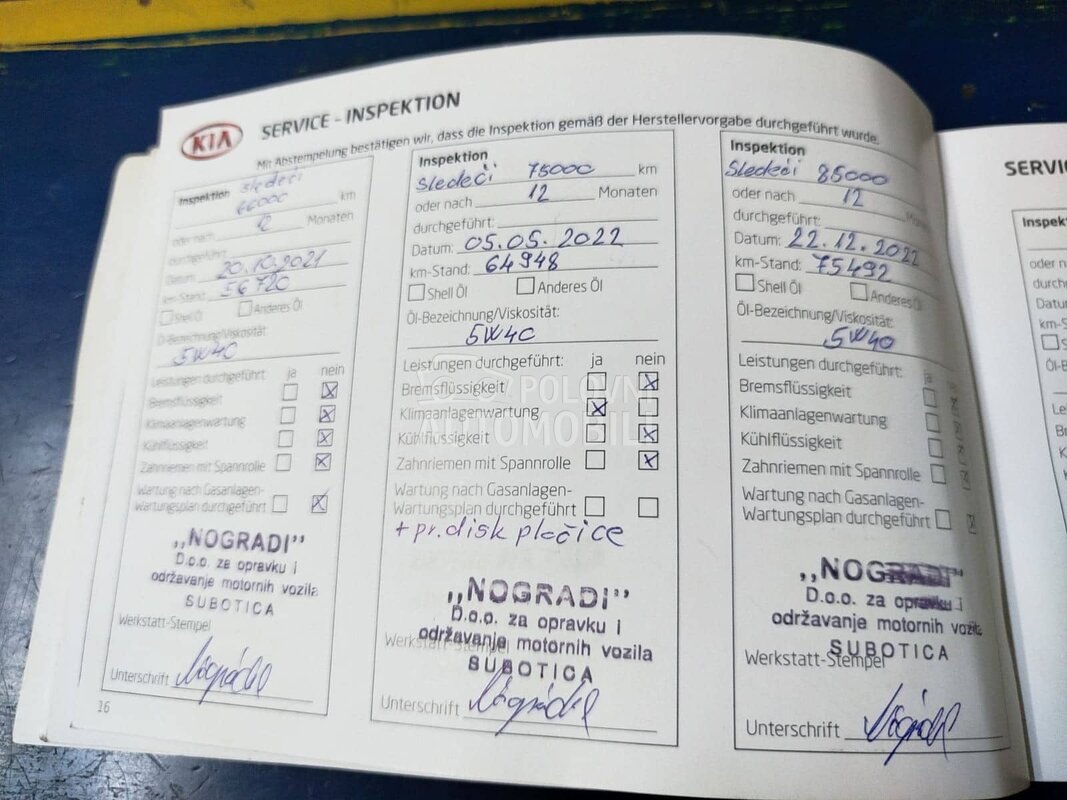 KIA
SERVICE - INSPEKTION
Mit Abstempelung bestätigen wir, dass die Inspektion gemäß der Herstellervorgabe durchgeführt wurde.
Inspektion sledeći
66000 km
oder nach 12 Monaten
durchgeführt:
Datum: 20.10.2021
km-Stand: 56720
Shell Öl Anderes Öl
Öl-Bezeichnung/Viskosität:
5W40
Leistungen durchgeführt: ja nein
Bremsflüssigkeit
Klimaanlagenwartung
Kühlflüssigkeit
Zahnriemen mit Spannrolle
Wartung nach Gasanlagen-
Wartungsplan durchgeführt
„NOGRADI”
D.o.o. za opravku i
održavanje motornih vozila
SUBOTICA
Werkstatt-Stempel
Unterschrift
16
Inspektion
sledeći 75000 km
oder nach 12 Monaten
durchgeführt:
Datum: 05.05.2022
km-Stand: 64948
Shell Öl Anderes Öl
Öl-Bezeichnung/Viskosität:
5W40
Leistungen durchgeführt: ja nein
Bremsflüssigkeit
Klimaanlagenwartung
Kühlflüssigkeit
Zahnriemen mit Spannrolle
Wartung nach Gasanlagen-
Wartungsplan durchgeführt
+ pr. disk pločice
„NOGRADI”
D.o.o. za opravku i
održavanje motornih vozila
SUBOTICA
Werkstatt-Stempel
Unterschrift
Inspektion
sledeći 85000
oder nach 12
durchgeführt:
Datum: 22.12.2022
km-Stand: 75492
Shell Öl Anderes Öl
Öl-Bezeichnung/Viskosität:
5W40
Leistungen durchgeführt: ja
Bremsflüssigkeit
Klimaanlagenwartung
Kühlflüssigkeit
Zahnriemen mit Spannrolle
Wartung nach Gasanlagen-
Wartungsplan durchgeführt
„NOGRADI”
D.o.o. za opravku i
održavanje motornih vozila
SUBOTICA
Werkstatt-Stempel
Unterschrift
POLOVNI
AUTOMOBILI